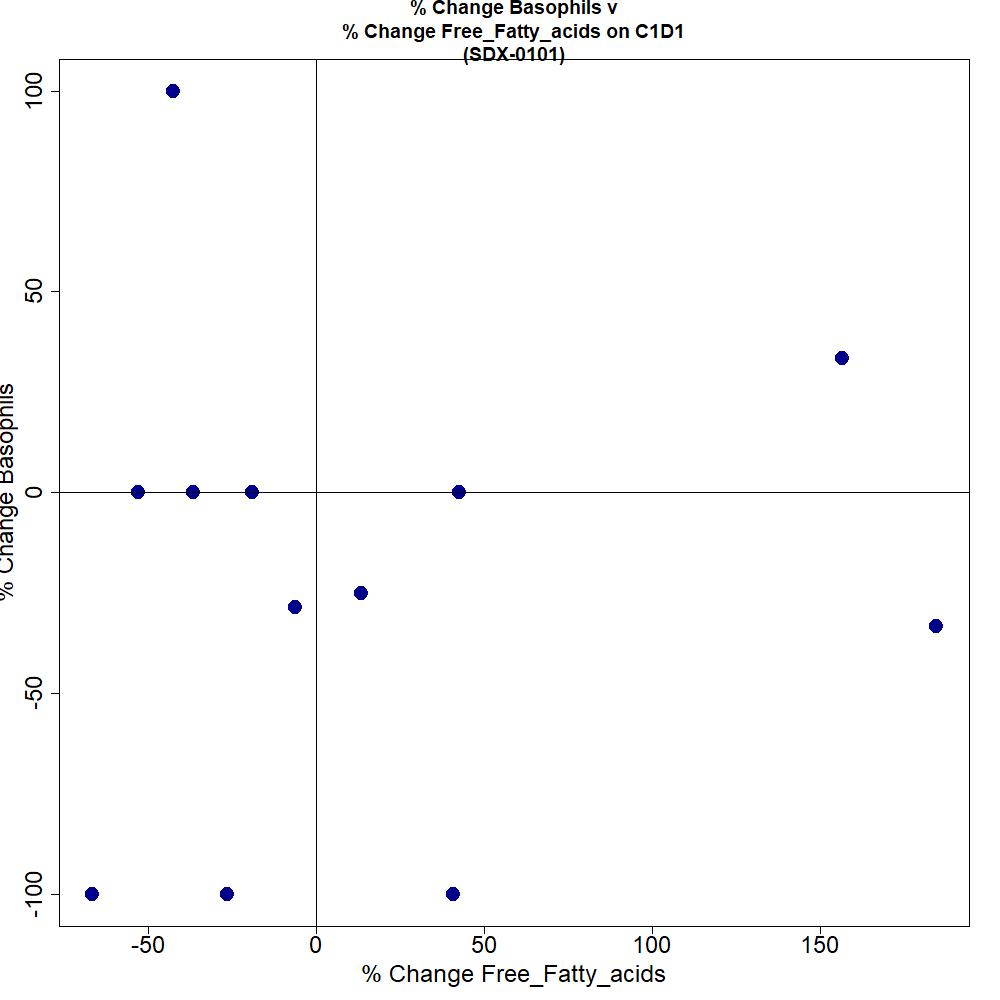 % Change Basophils v
% Change Free_Fatty_acids on C1D1
(SDX-0101)
100
50
0
-50
-100
% Change Basophils
-50 0 50 100 150
% Change Free_Fatty_acids